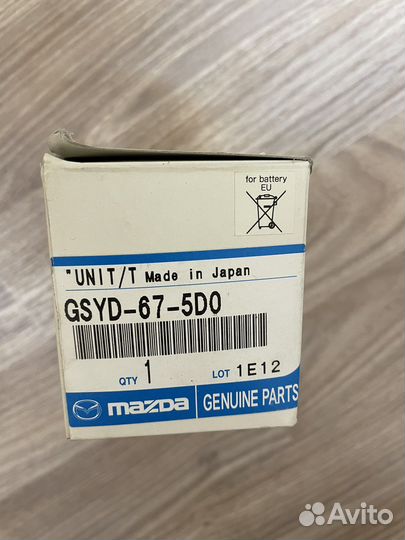 for battery
EU
"UNIT/T Made in Japan
GSYD-67-5D0
QTY 1 LOT 1E12
mazda GENUINE PARTS
Avito